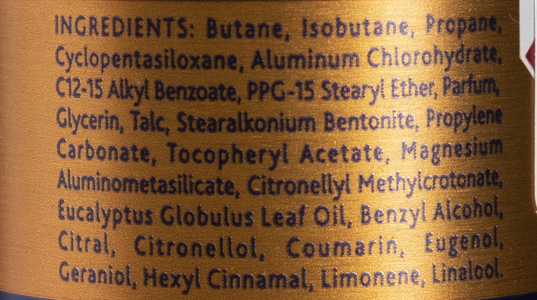 INGREDIENTS: Butane, Isobutane, Propane,
Cyclopentasiloxane, Aluminum Chlorohydrate,
C12-15 Alkyl Benzoate, PPG-15 Stearyl Ether, Parfum,
Glycerin, Talc, Stearalkonium Bentonite, Propylene
Carbonate, Tocopheryl Acetate, Magnesium
Aluminometasilicate, Citronellyl Methylcrotonate,
Eucalyptus Globulus Leaf Oil, Benzyl Alcohol,
Citral, Citronellol, Coumarin, Eugenol,
Geraniol, Hexyl Cinnamal, Limonene, Linalool.